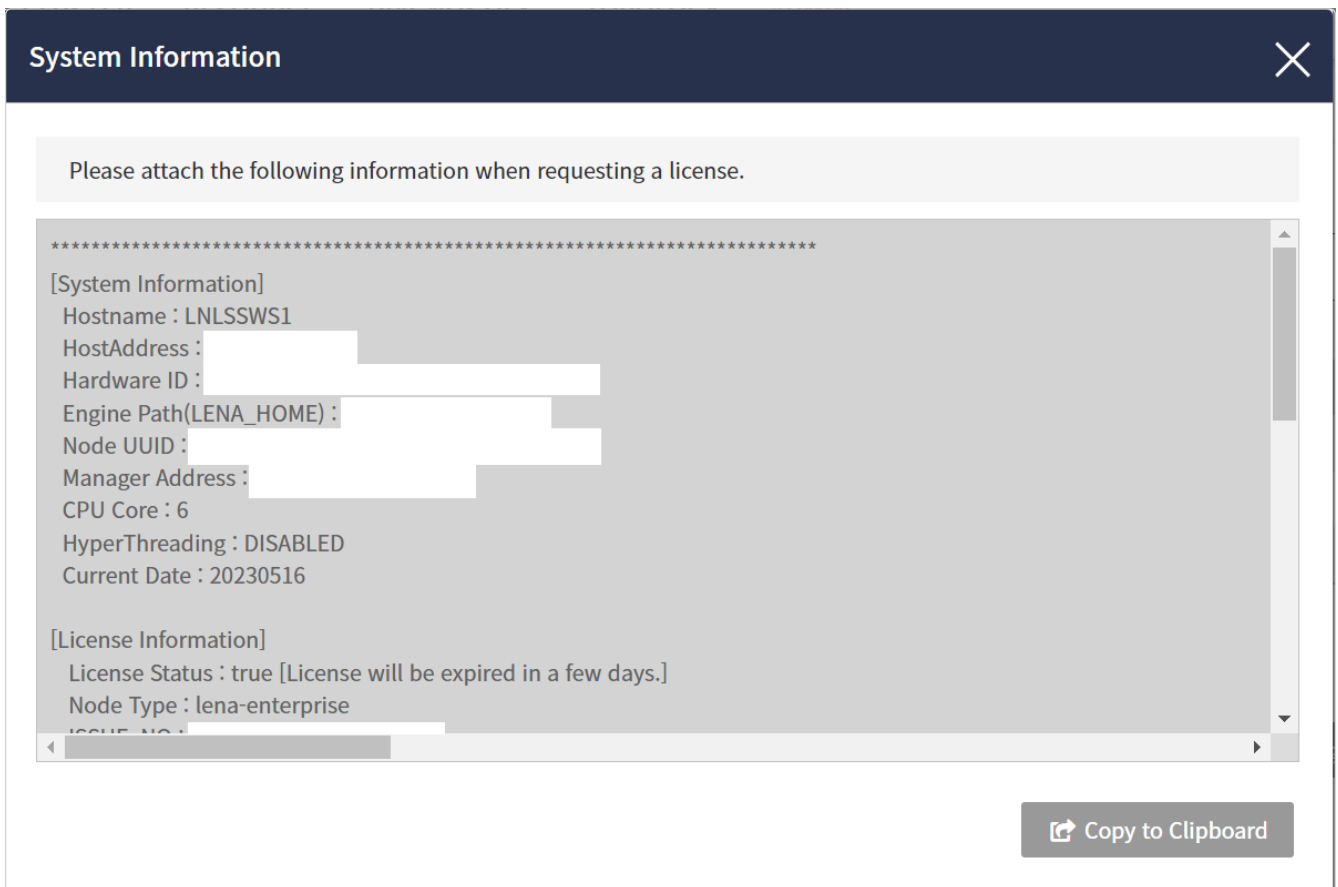 System Information
Please attach the following information when requesting a license.
****************************************************************************
[System Information]
Hostname : LNLSSWS1
HostAddress :
Hardware ID :
Engine Path(LENA_HOME) :
Node UUID :
Manager Address :
CPU Core : 6
HyperThreading : DISABLED
Current Date : 20230516
[License Information]
License Status : true [License will be expired in a few days.]
Node Type : lena-enterprise
ISSUE_NO :
Copy to Clipboard